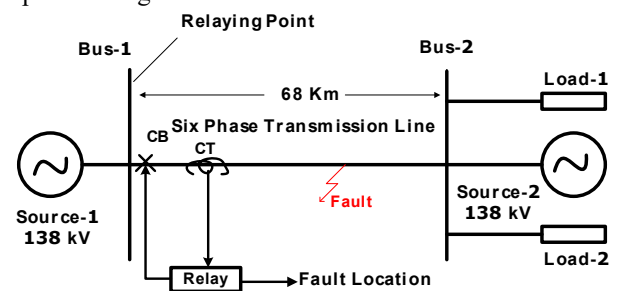 Relaying Point
Bus-1
Bus-2
Load-1
68 Km
Six Phase Transmission Line
CB
CT
Source-1
138 kV
Fault
Source-2
138 kV
Load-2
Relay
Fault Location